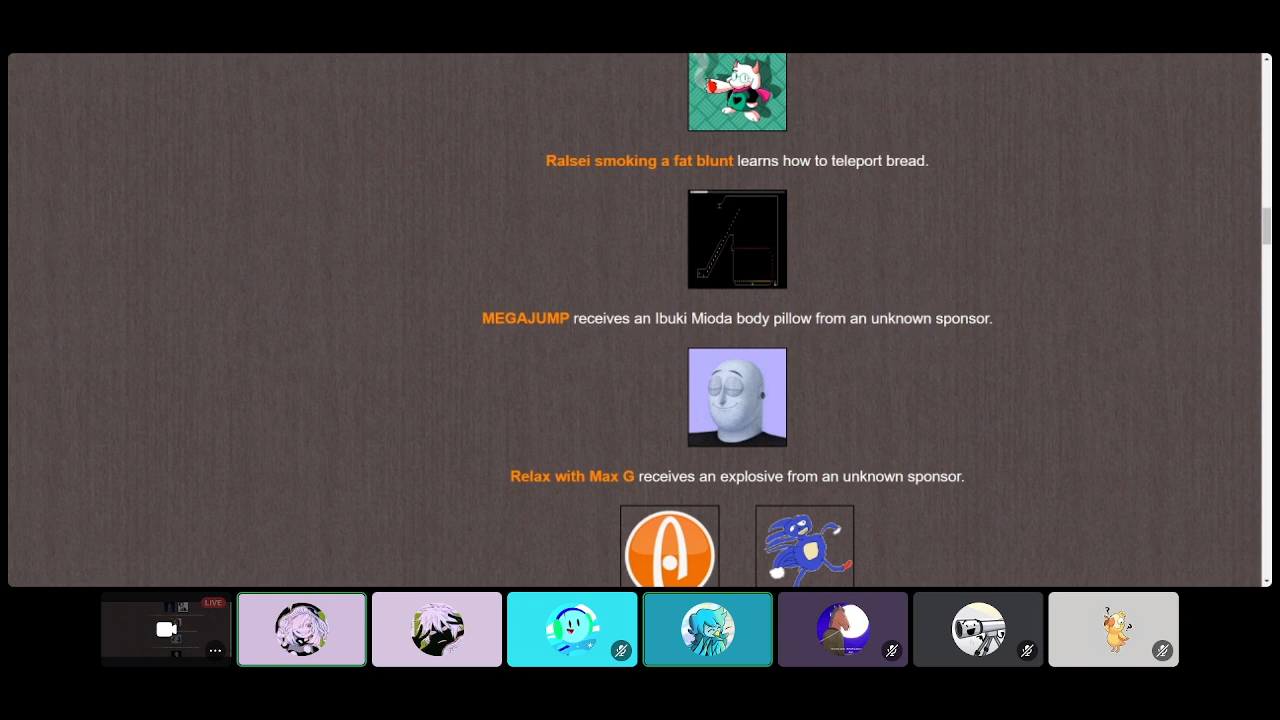 Ralsei smoking a fat blunt learns how to teleport bread.
MEGAJUMP receives an Ibuki Mioda body pillow from an unknown sponsor.
Relax with Max G receives an explosive from an unknown sponsor.
LIVE